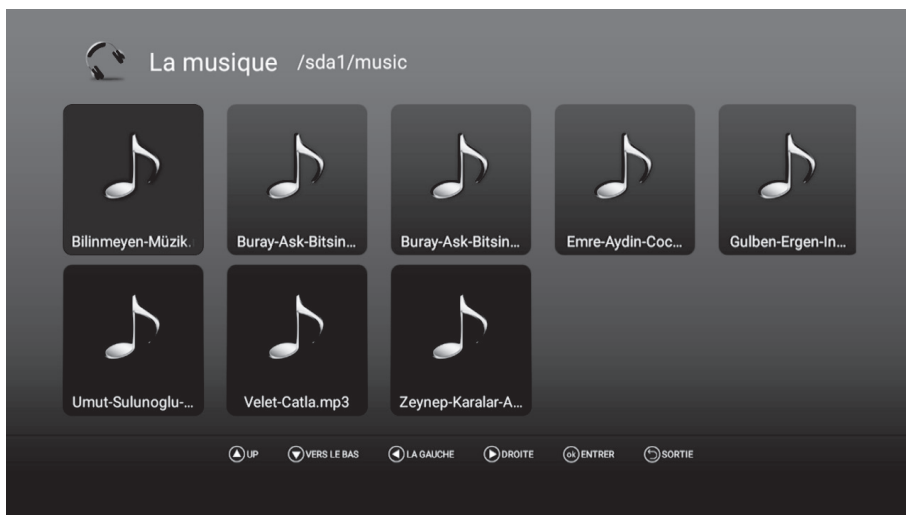 La musique /sda1/music
Bilinmeyen-Müzik.
Buray-Ask-Bitsin...
Buray-Ask-Bitsin...
Emre-Aydin-Coc...
Gulben-Ergen-In...
Umut-Sulunoglu-...
Velet-Catla.mp3
Zeynep-Karalar-A...
UP VERS LE BAS LA GAUCHE DROITE ok ENTRER SORTIE